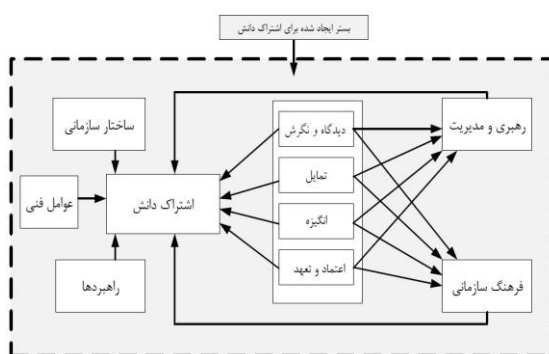 بستر ایجاد شده برای اشتراک دانش
رهبری و مدیریت
دیدگاه و نگرش
ساختار سازمانی
تمایل
اشتراک دانش
عوامل فنی
انگیزه
اعتماد و تعهد
راهبردها
فرهنگ سازمانی